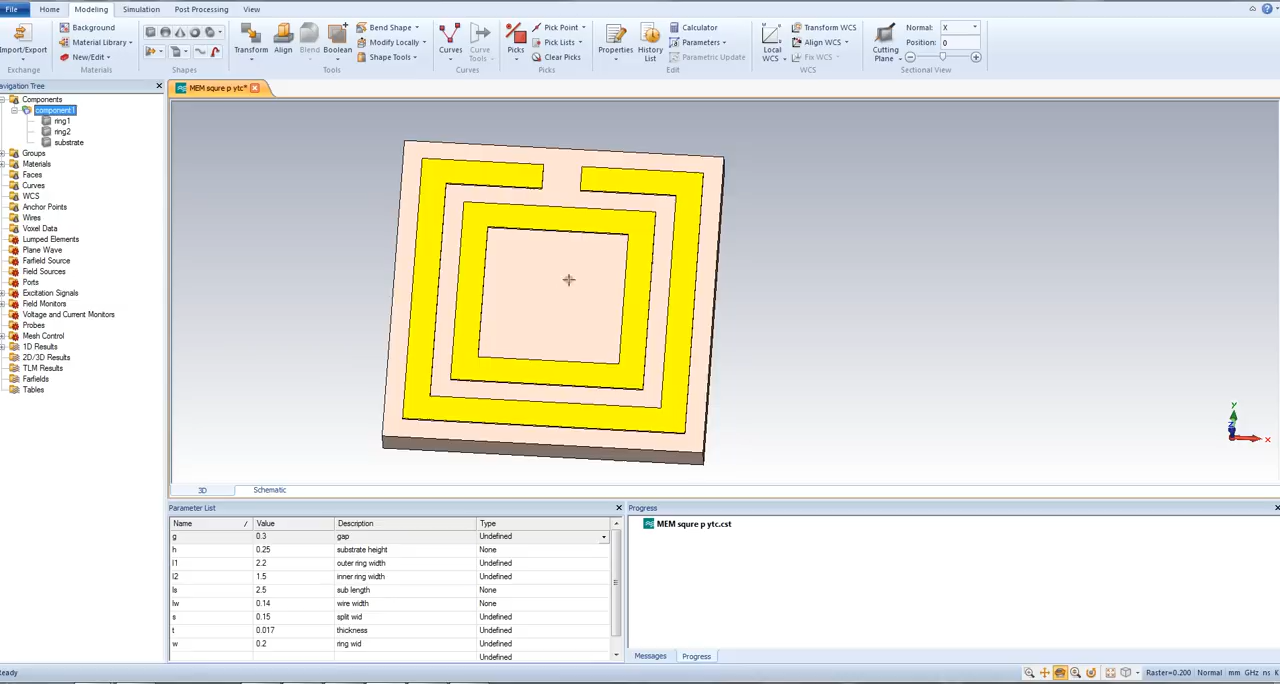 File Home Modeling Simulation Post Processing View
Import/Export
Exchange
Background
Material Library
New/Edit
Materials
Shapes
Transform Align Blend Boolean
Bend Shape
Modify Locally
Shape Tools
Tools
Curves Curve Tools
Curves
Picks
Pick Point
Pick Lists
Clear Picks
Picks
Properties History List
Calculator
Parameters
Parametric Update
Edit
Local WCS
Transform WCS
Align WCS
Fix WCS
WCS
Cutting Plane
Normal: X
Position: 0
Sectional View
avigation Tree
MEM squre p ytc*
Components
component1
ring1
ring2
substrate
Groups
Materials
Faces
Curves
WCS
Anchor Points
Wires
Voxel Data
Lumped Elements
Plane Wave
Farfield Source
Field Sources
Ports
Excitation Signals
Field Monitors
Voltage and Current Monitors
Probes
Mesh Control
1D Results
2D/3D Results
TLM Results
Farfields
Tables
y
z
x
3D Schematic
Parameter List
Name / Value Description Type
g 0.3 gap Undefined
h 0.25 substrate height None
l1 2.2 outer ring width Undefined
l2 1.5 inner ring width Undefined
ls 2.5 sub length None
lw 0.14 wire width None
s 0.15 split wid Undefined
t 0.017 thickness Undefined
w 0.2 ring wid Undefined
Undefined
Progress
MEM squre p ytc.cst
Messages Progress
Ready
Raster=0.200 Normal mm GHz ns K